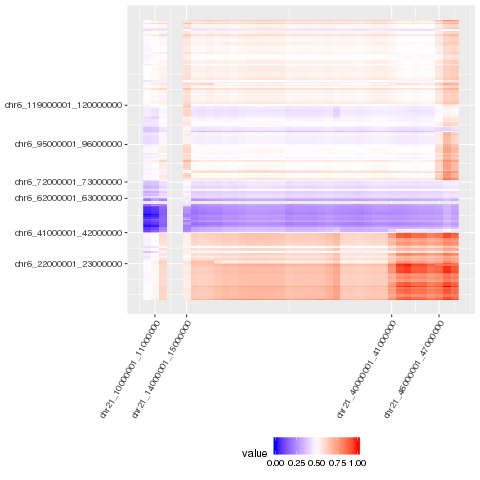 chr6_119000001_120000000
chr6_95000001_96000000
chr6_72000001_73000000
chr6_62000001_63000000
chr6_41000001_42000000
chr6_22000001_23000000
chr21_10000000_11000000
chr21_14000001_15000000
chr21_40000001_41000000
chr21_46000001_47000000
value
0.00 0.25 0.50 0.75 1.00